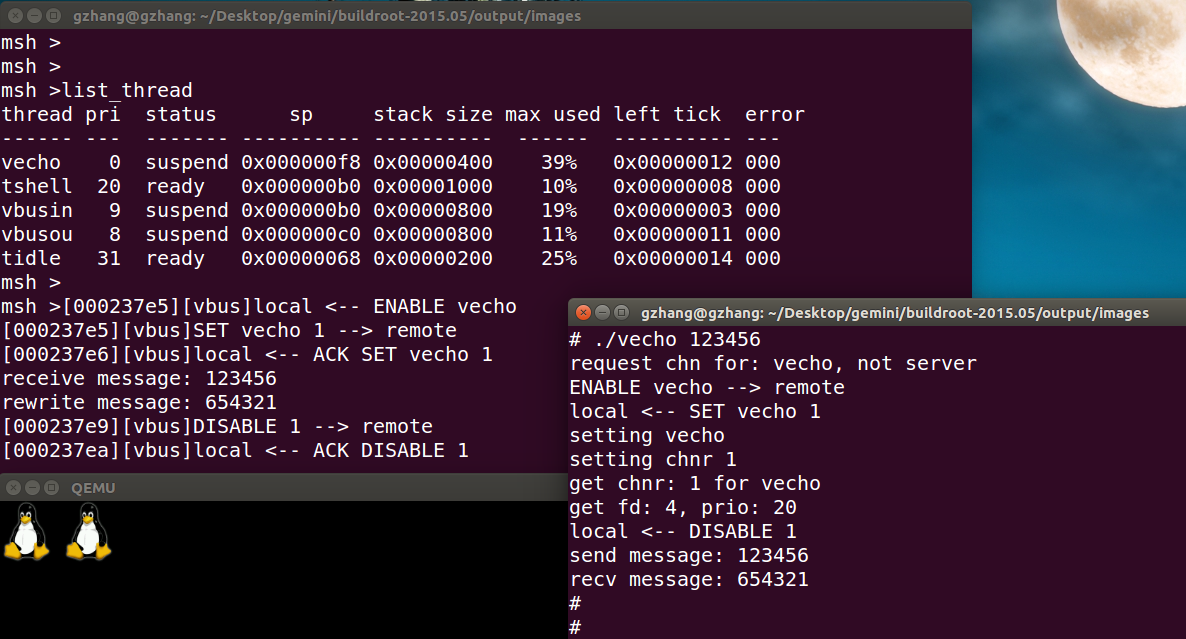 gzhang@gzhang: ~/Desktop/gemini/buildroot-2015.05/output/images
msh >
msh >
msh >list_thread
thread pri  status      sp     stack size max used left tick  error
------ ---  ------- ---------- ----------  ------  ---------- ---
vecho    0  suspend 0x000000f8 0x00000400    39%   0x00000012 000
tshell  20  ready   0x000000b0 0x00001000    10%   0x00000008 000
vbusin   9  suspend 0x000000b0 0x00000800    19%   0x00000003 000
vbusou   8  suspend 0x000000c0 0x00000800    11%   0x00000011 000
tidle   31  ready   0x00000068 0x00000200    25%   0x00000014 000
msh >
msh >[000237e5][vbus]local <-- ENABLE vecho
[000237e5][vbus]SET vecho 1 --> remote
[000237e6][vbus]local <-- ACK SET vecho 1
receive message: 123456
rewrite message: 654321
[000237e9][vbus]DISABLE 1 --> remote
[000237ea][vbus]local <-- ACK DISABLE 1
QEMU
gzhang@gzhang: ~/Desktop/gemini/buildroot-2015.05/output/images
# ./vecho 123456
request chn for: vecho, not server
ENABLE vecho --> remote
local <-- SET vecho 1
setting vecho
setting chnr 1
get chnr: 1 for vecho
get fd: 4, prio: 20
local <-- DISABLE 1
send message: 123456
recv message: 654321
#
#